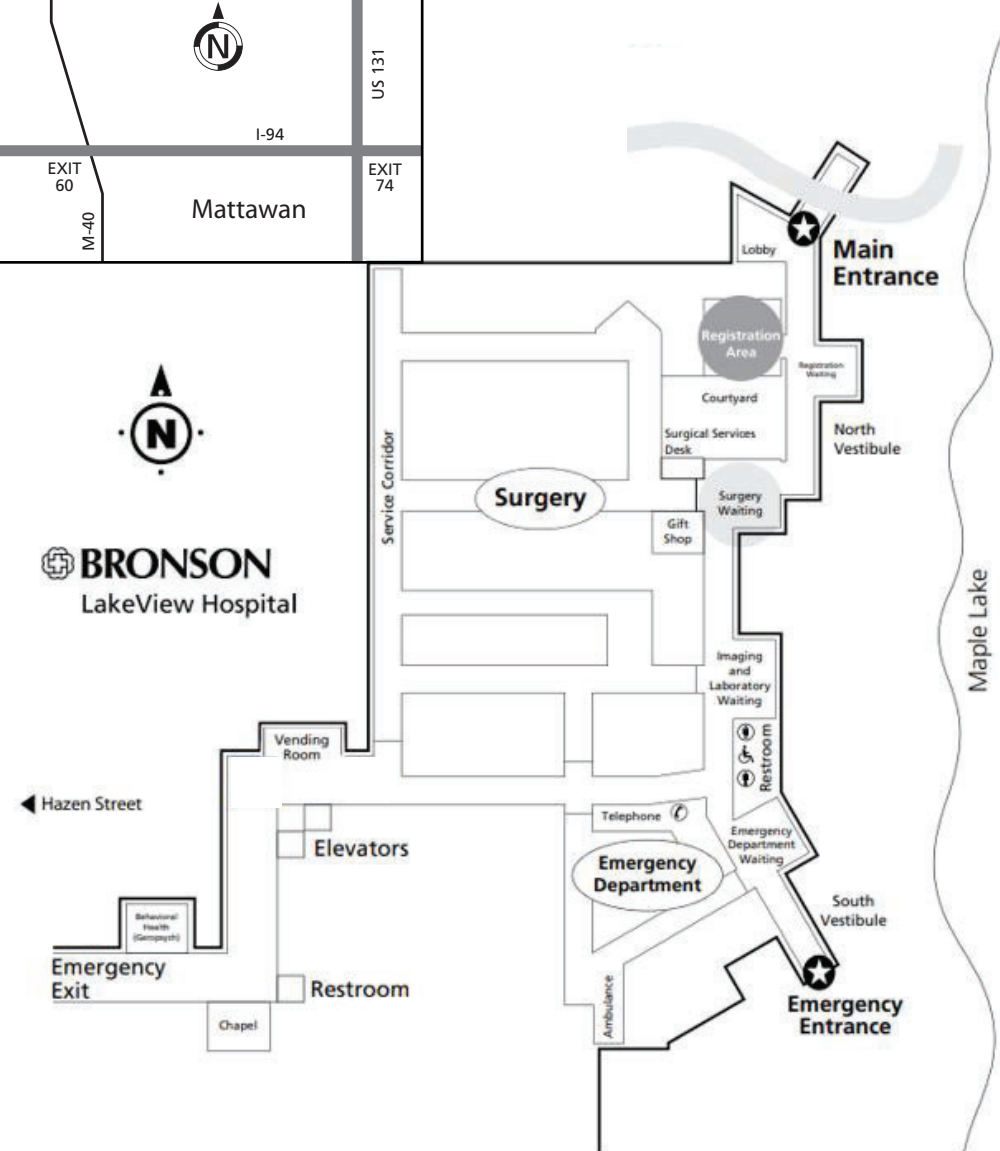 N
US 131
I-94
EXIT
60
EXIT
74
M-40
Mattawan
Lobby
Main
Entrance
Registration
Area
Registration
Waiting
Courtyard
North
Vestibule
Surgical Services
Desk
N
Service Corridor
Surgery
Surgery
Waiting
Gift
Shop
BRONSON
LakeView Hospital
Maple Lake
Imaging
and
Laboratory
Waiting
Restroom
Vending
Room
Hazen Street
Telephone
Elevators
Emergency
Department
Waiting
Emergency
Department
South
Vestibule
Behavioral
Health
(Geropsych)
Emergency
Exit
Restroom
Ambulance
Emergency
Entrance
Chapel